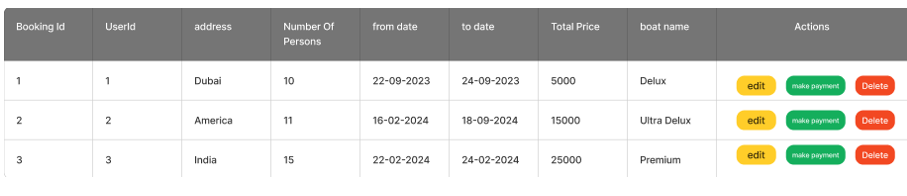 Booking Id UserId address Number Of Persons from date to date Total Price boat name Actions
1 1 Dubai 10 22-09-2023 24-09-2023 5000 Delux edit make payment Delete
2 2 America 11 16-02-2024 18-09-2024 15000 Ultra Delux edit make payment Delete
3 3 India 15 22-02-2024 24-02-2024 25000 Premium edit make payment Delete